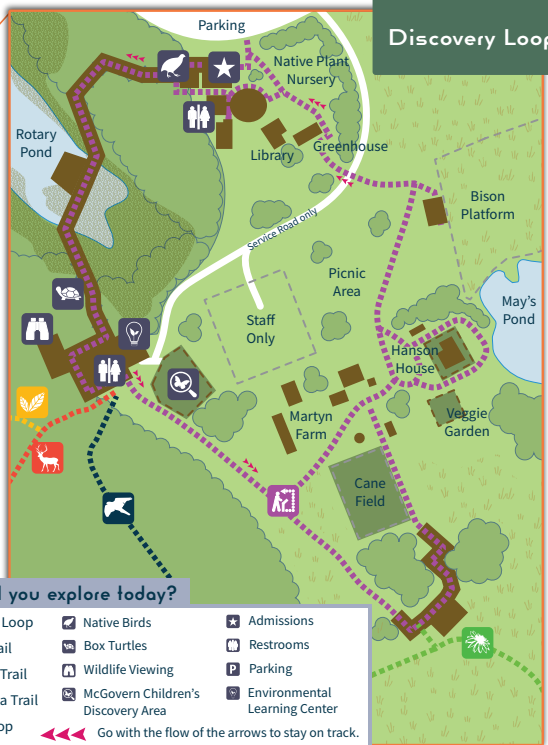 Parking
Discovery Loop
Native Plant
Nursery
Rotary
Pond
Library
Greenhouse
Bison
Platform
Service Road only
Picnic
Area
May's
Pond
Staff
Only
Hanson
House
Martyn
Farm
Veggie
Garden
Cane
Field
you explore today?
Loop
Trail
Trail
Native Birds
Box Turtles
Wildlife Viewing
McGovern Children's
Discovery Area
Admissions
Restrooms
P Parking
Environmental
Learning Center
Go with the flow of the arrows to stay on track.